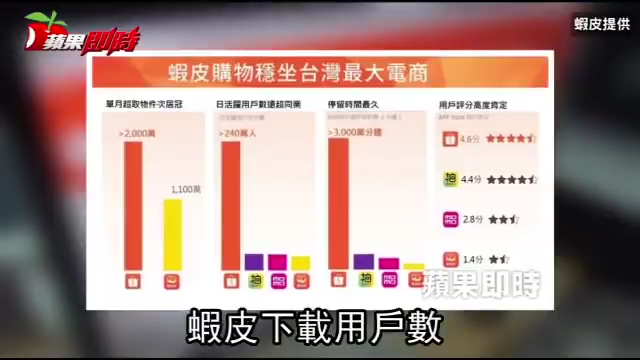 蘋果即時
蝦皮提供
蝦皮購物穩坐台灣最大電商
單月超取物件次居冠
日活躍用戶數遠超同業
停留時間最久
用戶評分高度肯定
>2,000萬
1,100萬
>240萬人
>3,000萬分鐘
4.6分
4.4分
2.8分
1.4分
蘋果即時
蝦皮下載用戶數